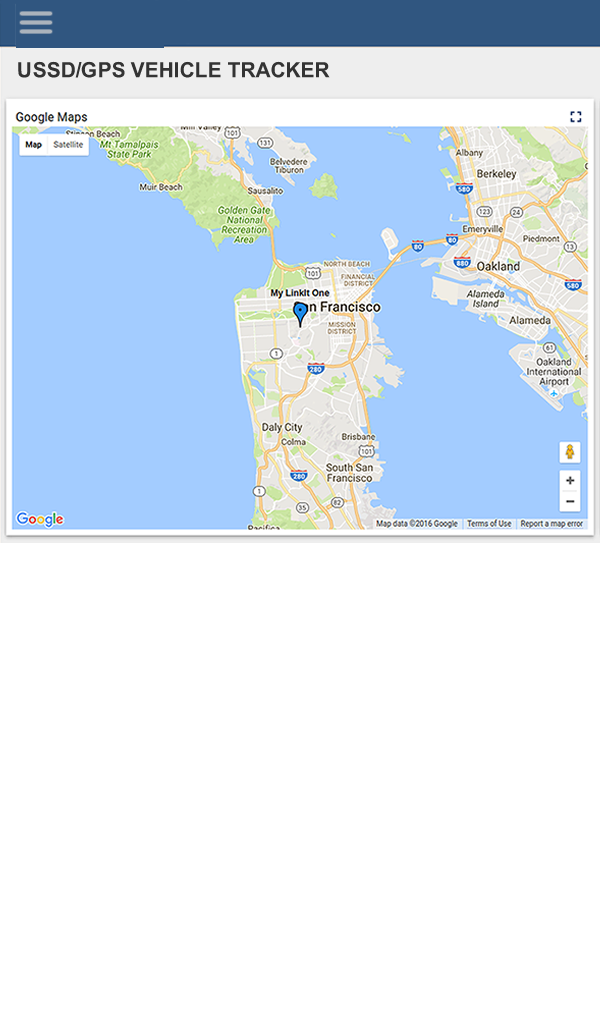 USSD/GPS VEHICLE TRACKER
Google Maps
Map
Satellite
Stinson Beach
Mt Tamalpais
State Park
Mill Valley
101
131
Belvedere
Tiburon
Muir Beach
Sausalito
Golden Gate
National
Recreation
Area
Albany
Berkeley
580
123
24
Emeryville
Piedmont
13
80
80
880
Oakland
580
Alameda
Island
Alameda
61
Oakland
International
Airport
NORTH BEACH
101
FINANCIAL
DISTRICT
My LinkIt One
an Francisco
MISSION
DISTRICT
1
280
Daly City
Colma
Brisbane
101
South San
Francisco
280
1
35
82
Pacifica
+
−
Google
Map data ©2016 Google
Terms of Use
Report a map error